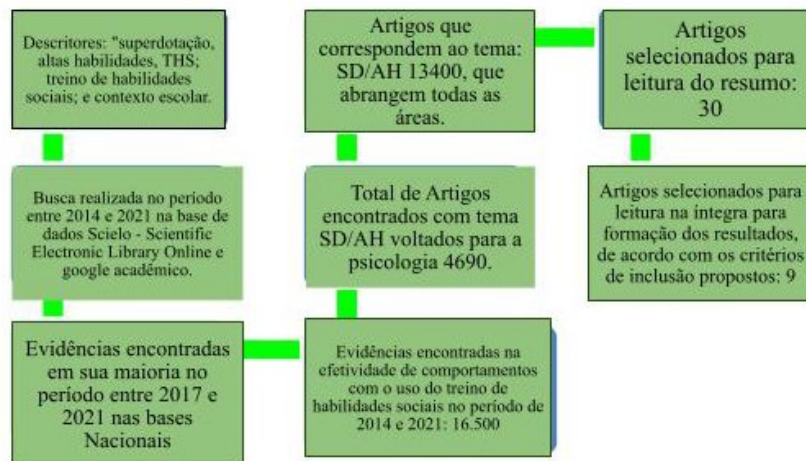 Descritores: "superdotação,
altas habilidades, THS;
treino de habilidades
sociais; e contexto escolar.
Busca realizada no período
entre 2014 e 2021 na base de
dados Scielo - Scientific
Electronic Library Online e
google acadêmico.
Evidências encontradas
em sua maioria no
período entre 2017 e
2021 nas bases
Nacionais
Evidências encontradas na
efetividade de comportamentos
com o uso do treino de
habilidades sociais no período de
2014 e 2021: 16.500
Total de Artigos
encontrados com tema
SD/AH voltados para a
psicologia 4690.
Artigos que
correspondem ao tema:
SD/AH 13400, que
abrangem todas as
áreas.
Artigos
selecionados para
leitura do resumo:
30
Artigos selecionados para
leitura na íntegra para
formação dos resultados,
de acordo com os critérios
de inclusão propostos: 9